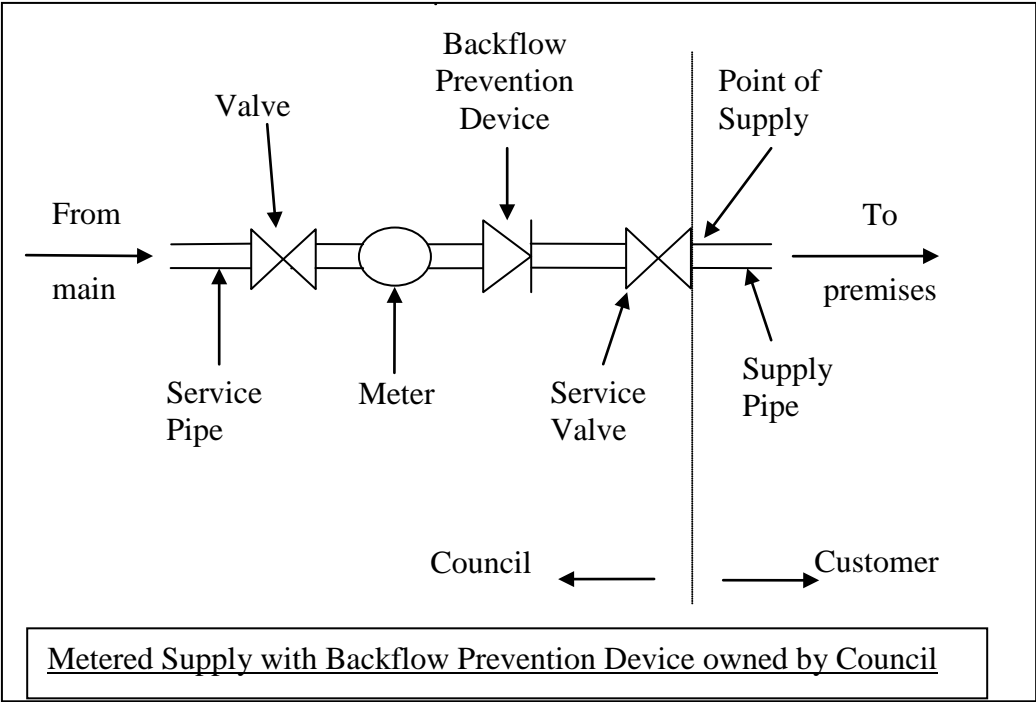 Backflow
Prevention
Device
Point of
Supply
Valve
From
main
To
premises
Service
Pipe
Meter
Service
Valve
Supply
Pipe
Council
Customer
Metered Supply with Backflow Prevention Device owned by Council